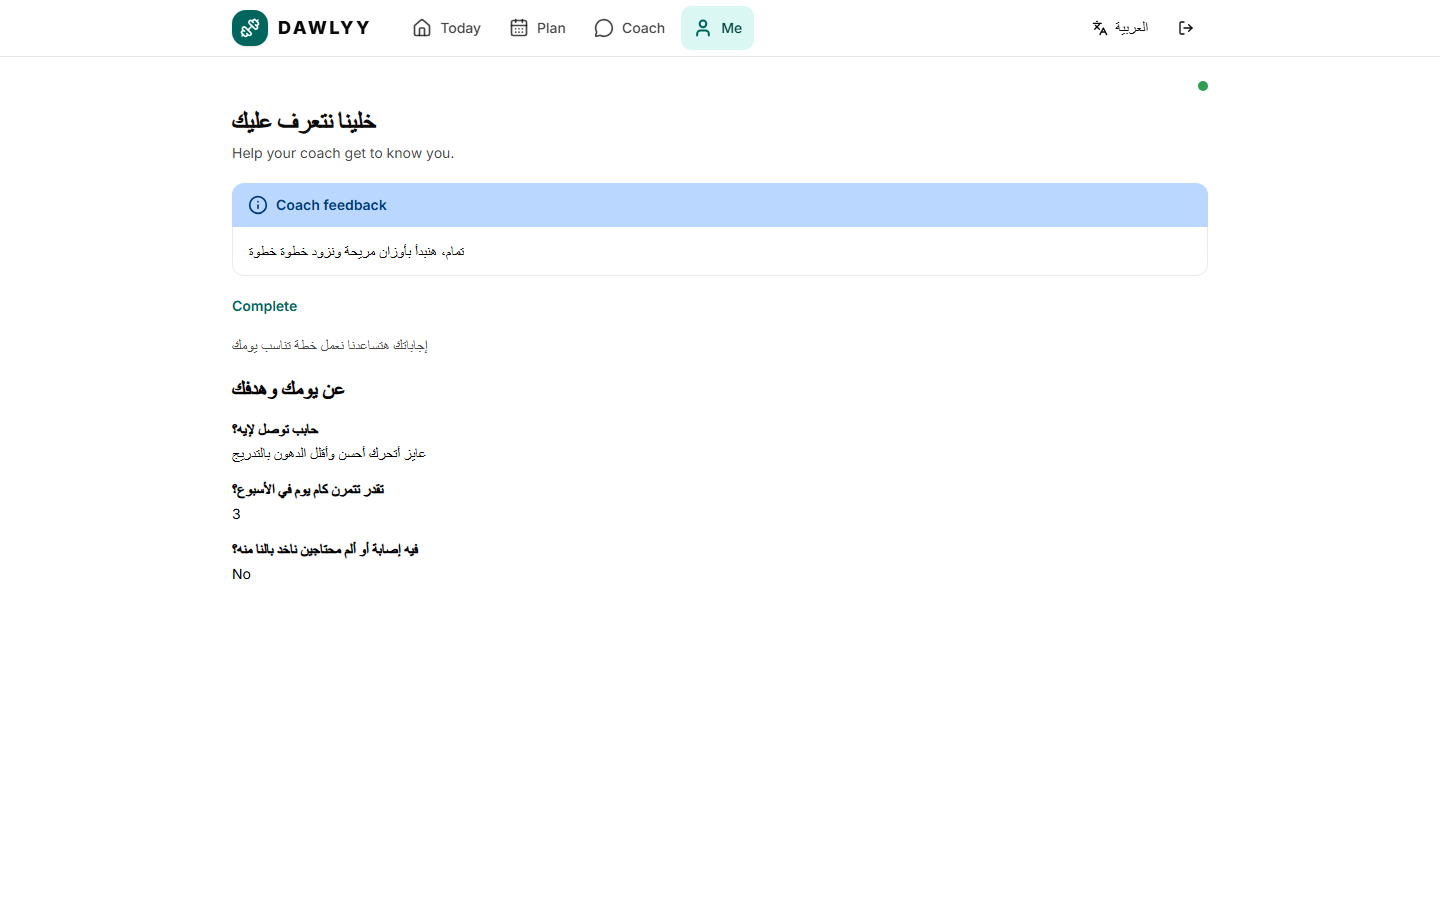 DAWLYY
Today
Plan
Coach
Me
العربية
خلينا نتعرف عليك
Help your coach get to know you.
Coach feedback
تمام، هنبدأ بأوزان مريحة ونزود خطوة خطوة
Complete
إجاباتك هتساعدنا نعمل خطة تناسب يومك
عن يومك وهدفك
حابب توصل لإيه؟
عايز أتحرك أحسن وأقلل الدهون بالتدريج
تقدر تتمرن كام يوم في الأسبوع؟
3
فيه إصابة أو ألم محتاجين ناخد بالنا منه؟
No